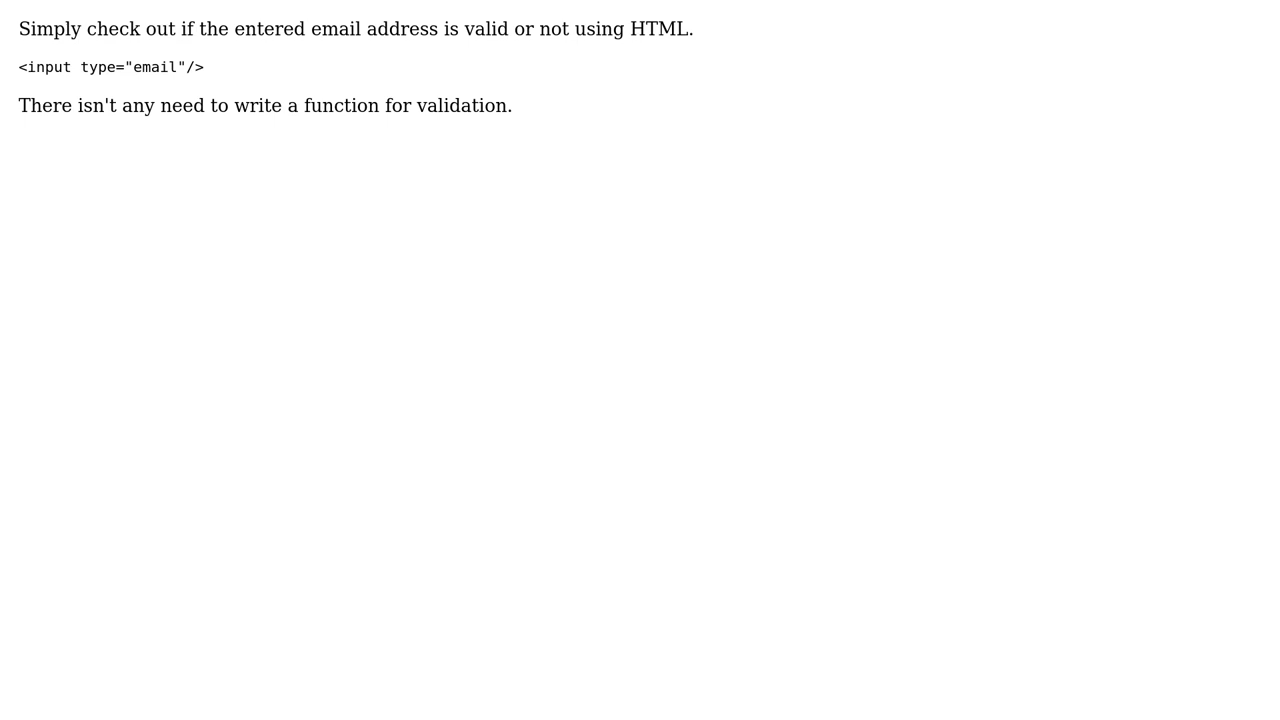 Simply check out if the entered email address is valid or not using HTML.
<input type="email"/>
There isn't any need to write a function for validation.